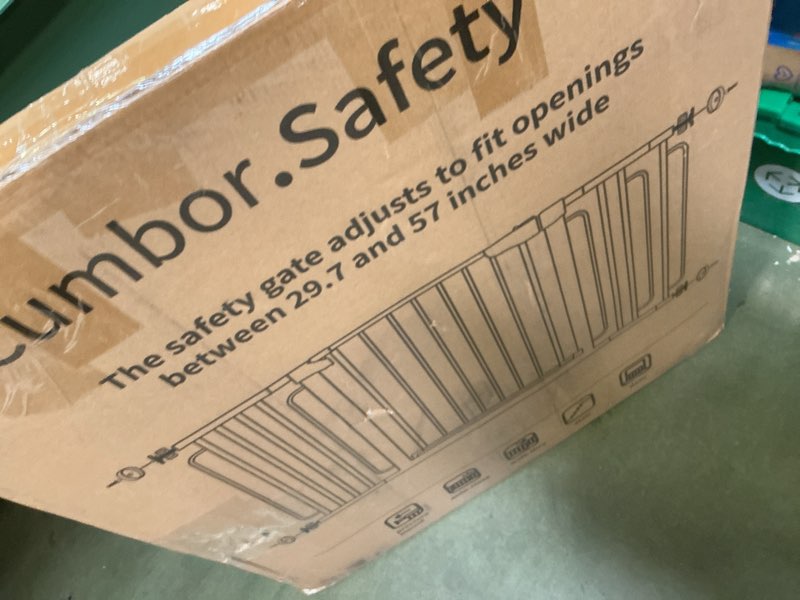 cumbor.Safety
The safety gate adjusts to fit openings
between 29.7 and 57 inches wide